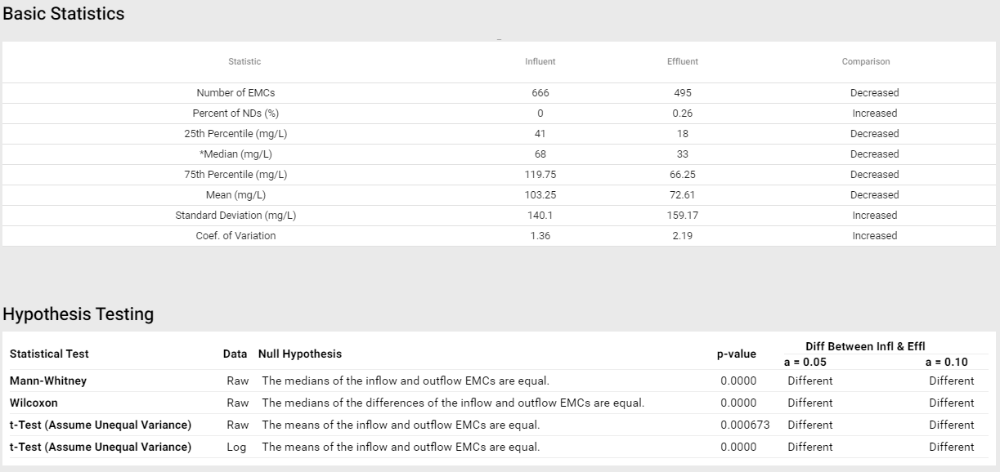 Basic Statistics
Statistic Influent Effluent Comparison
Number of EMCs 666 495 Decreased
Percent of NDs (%) 0 0.26 Increased
25th Percentile (mg/L) 41 18 Decreased
*Median (mg/L) 68 33 Decreased
75th Percentile (mg/L) 119.75 66.25 Decreased
Mean (mg/L) 103.25 72.61 Decreased
Standard Deviation (mg/L) 140.1 159.17 Increased
Coef. of Variation 1.36 2.19 Increased
Hypothesis Testing
Diff Between Infl & Effl
Statistical Test Data Null Hypothesis p-value
a = 0.05 a = 0.10
Mann-Whitney Raw The medians of the inflow and outflow EMCs are equal. 0.0000 Different Different
Wilcoxon Raw The medians of the differences of the inflow and outflow EMCs are equal. 0.0000 Different Different
t-Test (Assume Unequal Variance) Raw The means of the inflow and outflow EMCs are equal. 0.000673 Different Different
t-Test (Assume Unequal Variance) Log The means of the inflow and outflow EMCs are equal. 0.0000 Different Different